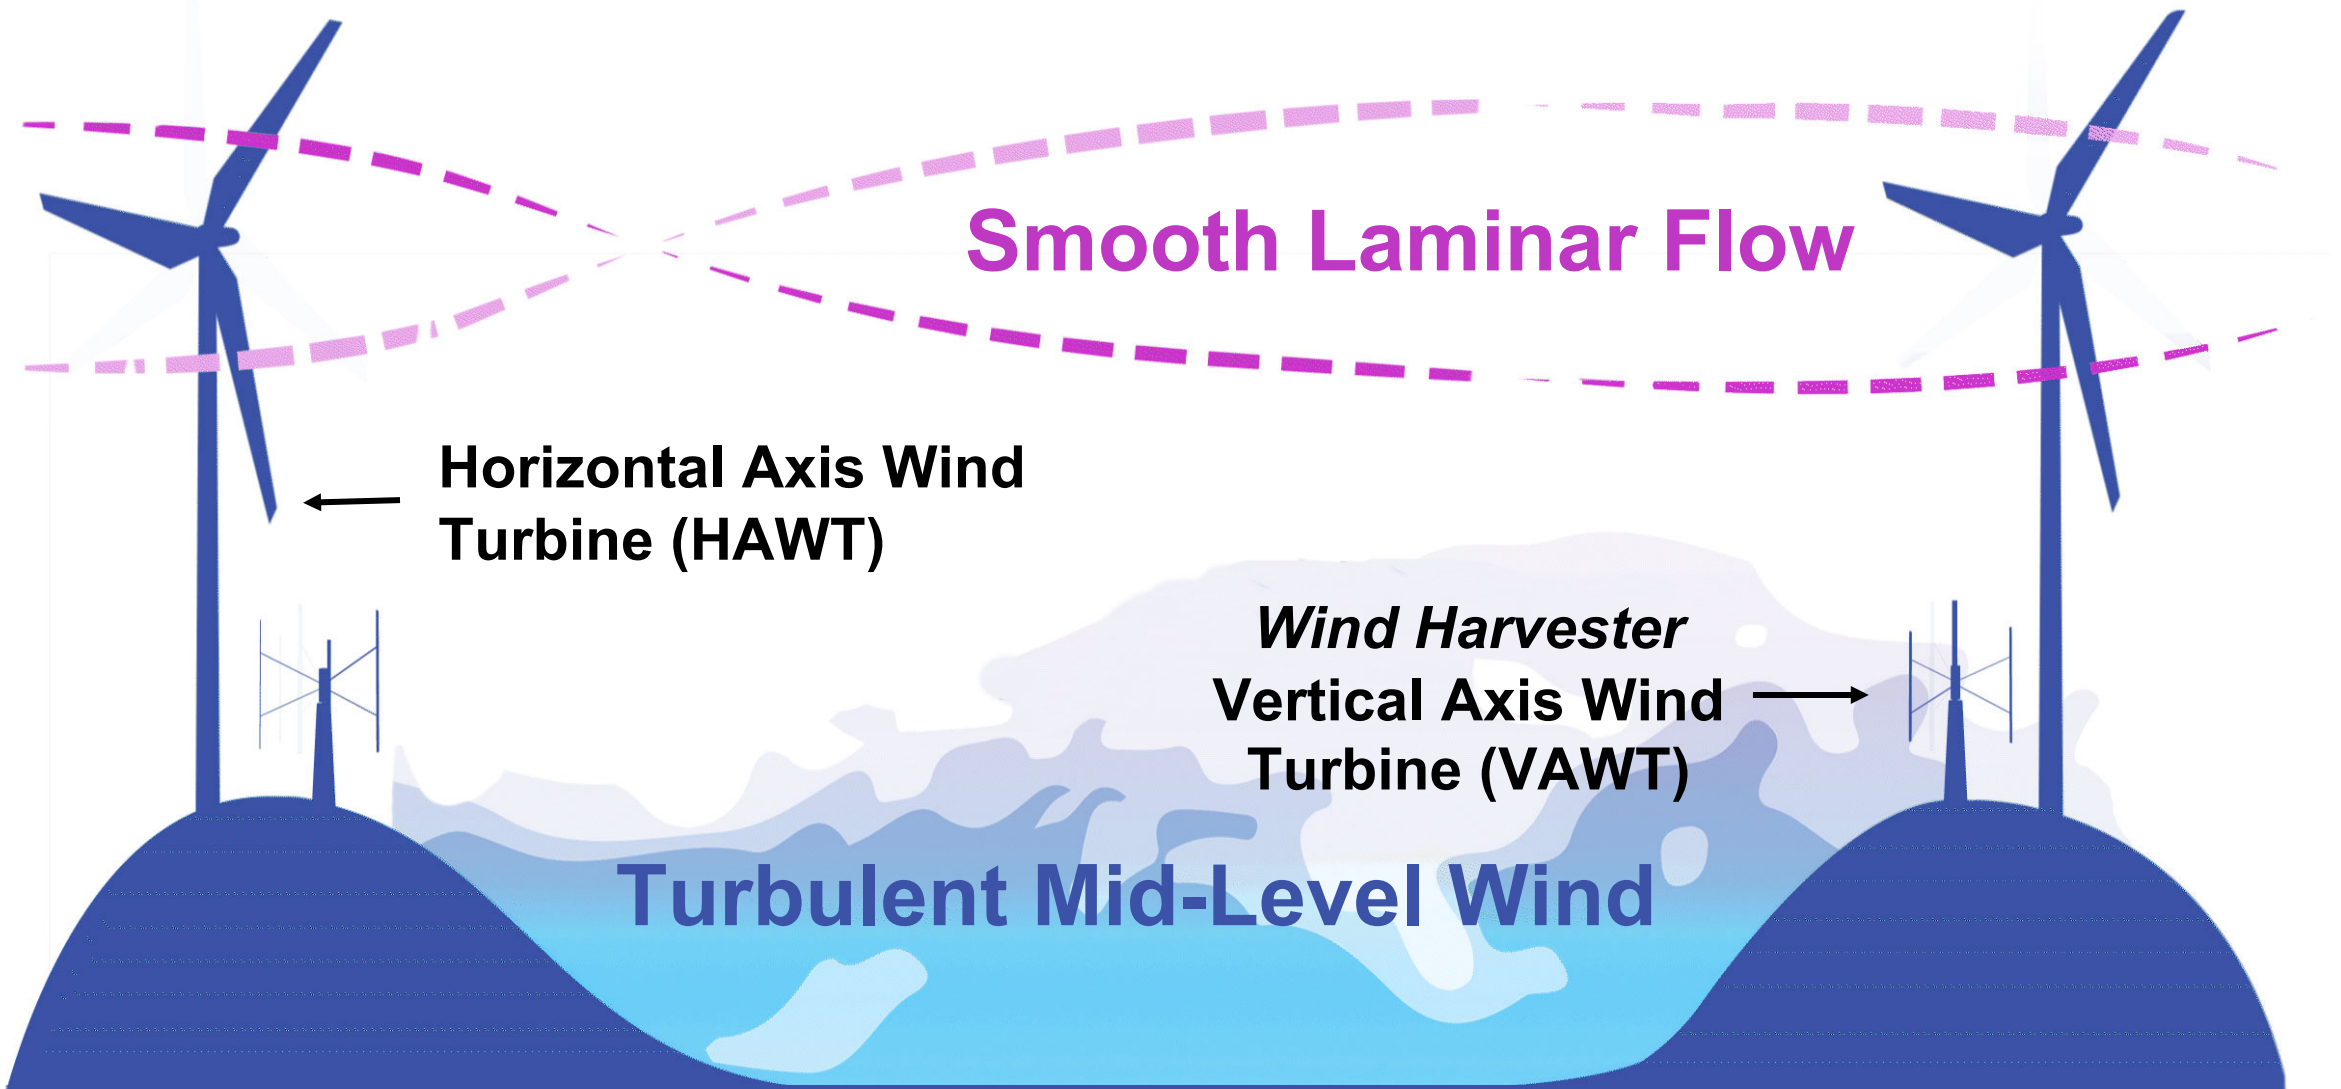 Smooth Laminar Flow
Horizontal Axis Wind
Turbine (HAWT)
Wind Harvester
Vertical Axis Wind
Turbine (VAWT)
Turbulent Mid-Level Wind